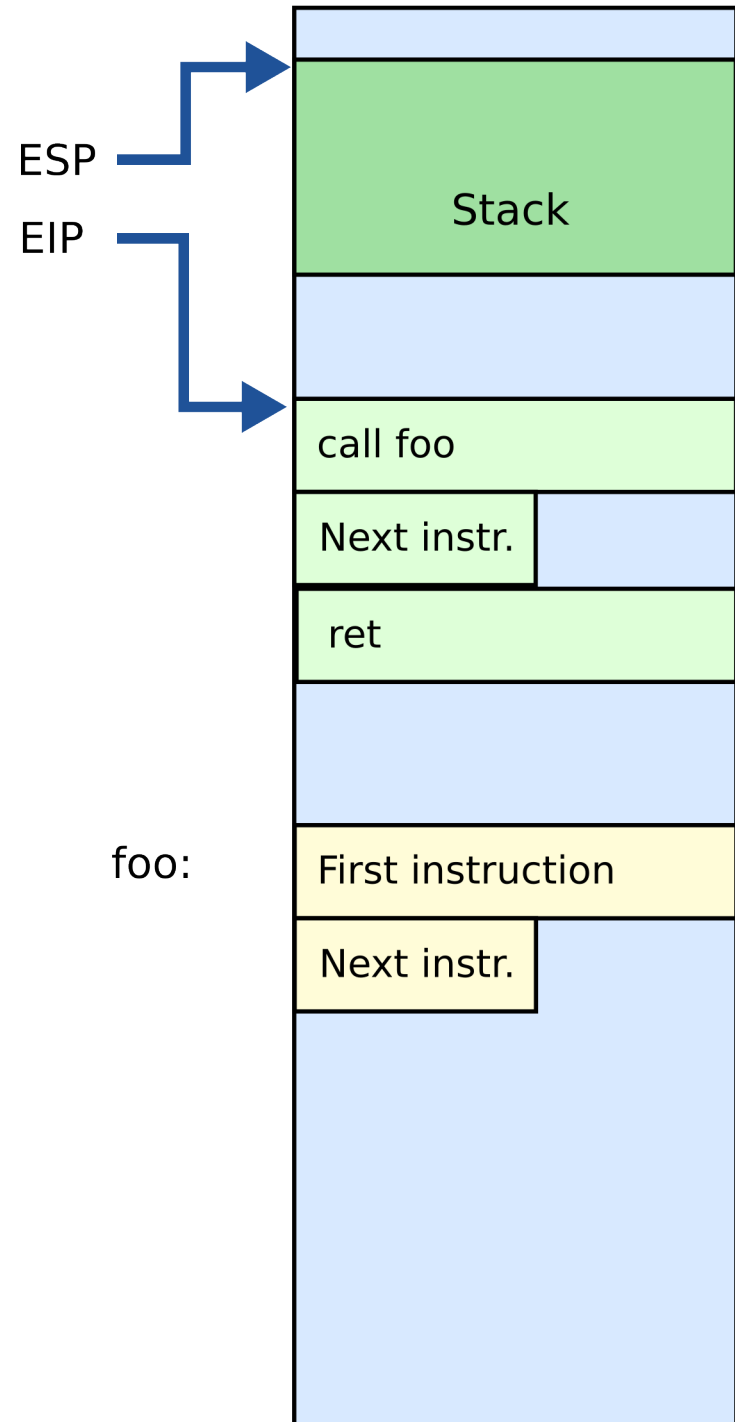 ESP
Stack
EIP
call foo
Next instr.
ret
foo:
First instruction
Next instr.